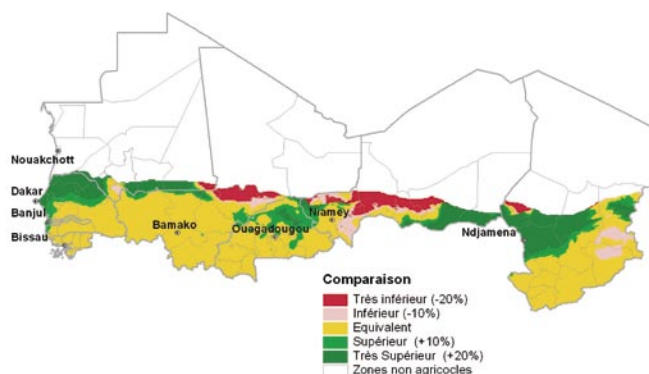 Nouakchott
Dakar
Banjul
Bissau
Bamako
Ouagadougou
Niamey
Ndjamena
Comparaison
Très inférieur (-20%)
Inférieur (-10%)
Equivalent
Supérieur (+10%)
Très Supérieur (+20%)
Zones non agricocles